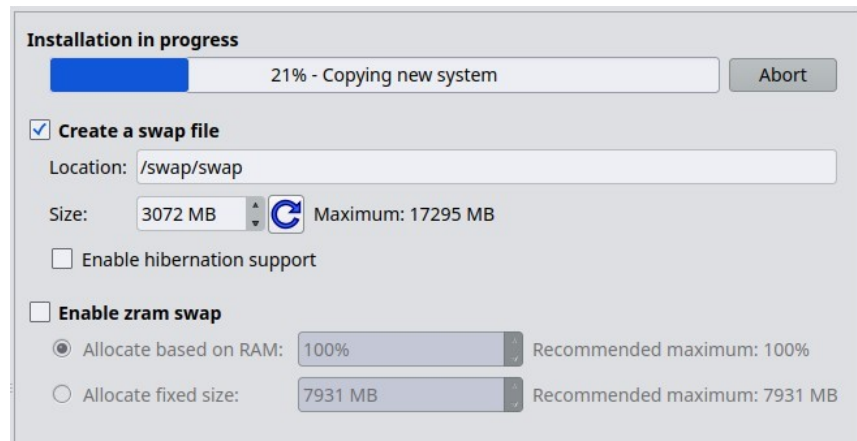 Installation in progress
21% - Copying new system Abort
Create a swap file
Location: /swap/swap
Size: 3072 MB Maximum: 17295 MB
Enable hibernation support
Enable zram swap
Allocate based on RAM: 100% Recommended maximum: 100%
Allocate fixed size: 7931 MB Recommended maximum: 7931 MB